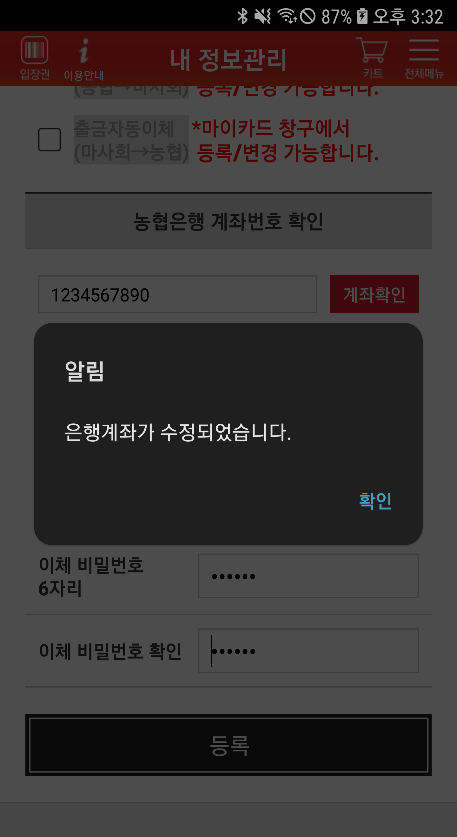 87% 오후 3:32
입장권
이용안내
내 정보관리
카트
전체메뉴
(농협→마사회) 등록/변경 가능합니다.
출금자동이체 *마이카드 창구에서
(마사회→농협) 등록/변경 가능합니다.
농협은행 계좌번호 확인
1234567890
계좌확인
알림
은행계좌가 수정되었습니다.
확인
이체 비밀번호
6자리
••••••
이체 비밀번호 확인
••••••
등록